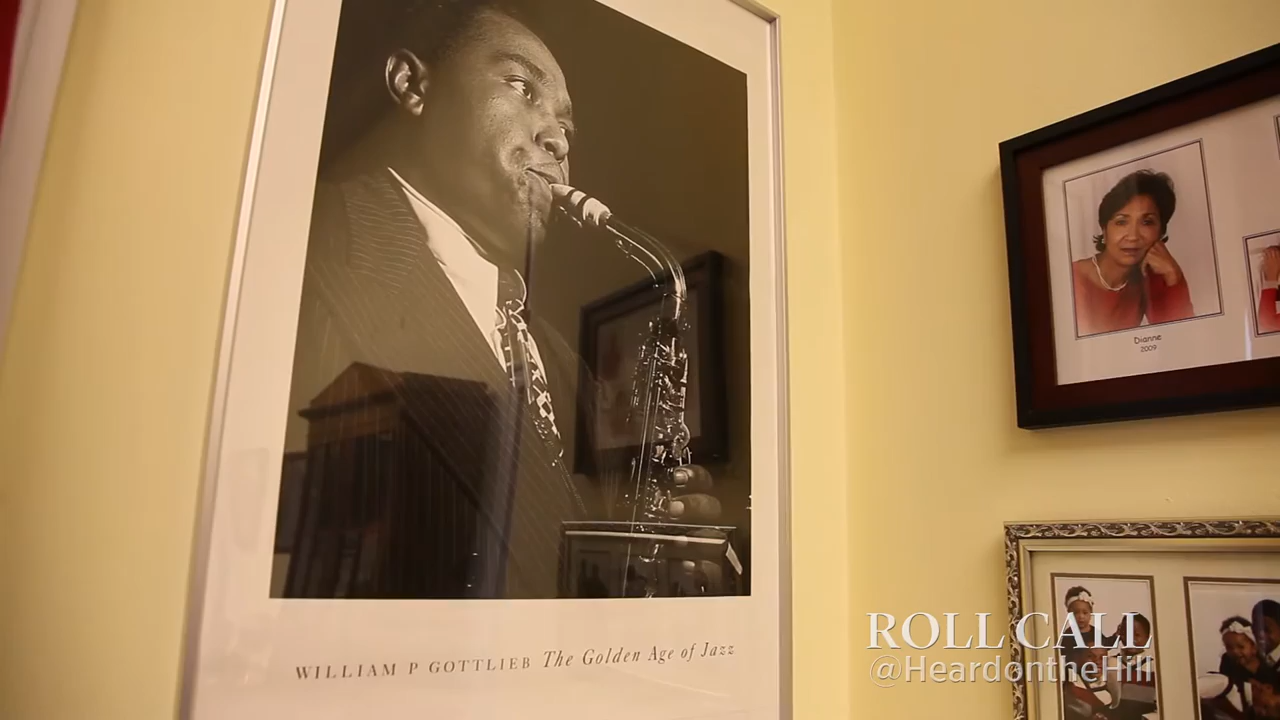 WILLIAM P GOTTLIEB The Golden Age of Jazz
Dianne
2009
ROLL CALL
@HeardontheHill